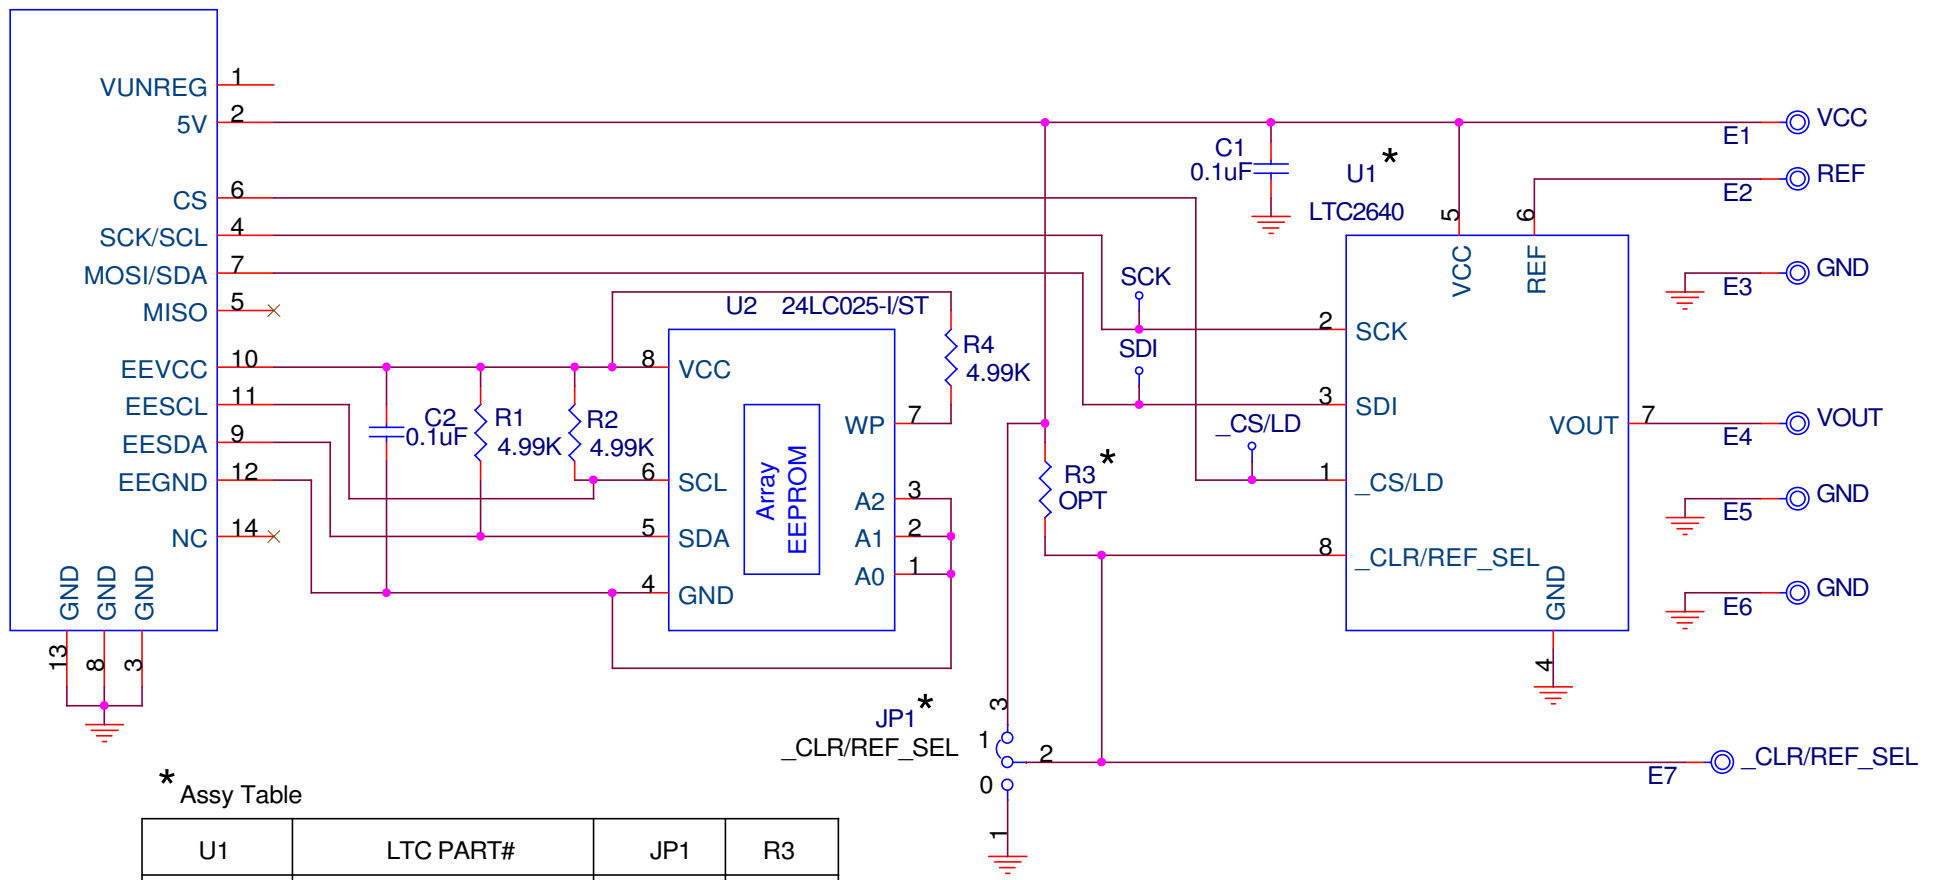 VUNREG 1
5V 2
CS 6
SCK/SCL 4
MOSI/SDA 7
MISO 5
EEVCC 10
EESCL 11
EESDA 9
EEGND 12
NC 14
GND GND GND
13 8 3
C2
0.1uF
R1
4.99K
R2
4.99K
U2 24LC025-I/ST
8 VCC
6 SCL
5 SDA
4 GND
Array
EEPROM
WP 7
A2 3
A1 2
A0 1
R4
4.99K
C1
0.1uF
U1 *
LTC2640
SCK
SDI
_CS/LD
R3 *
OPT
5 6
VCC REF
2 SCK
3 SDI
1 _CS/LD
8 _CLR/REF_SEL
VOUT 7
GND
4
E1 VCC
E2 REF
E3 GND
E4 VOUT
E5 GND
E6 GND
JP1 *
_CLR/REF_SEL
3
1
2
0
1
E7 _CLR/REF_SEL
* Assy Table
U1 LTC PART# JP1 R3